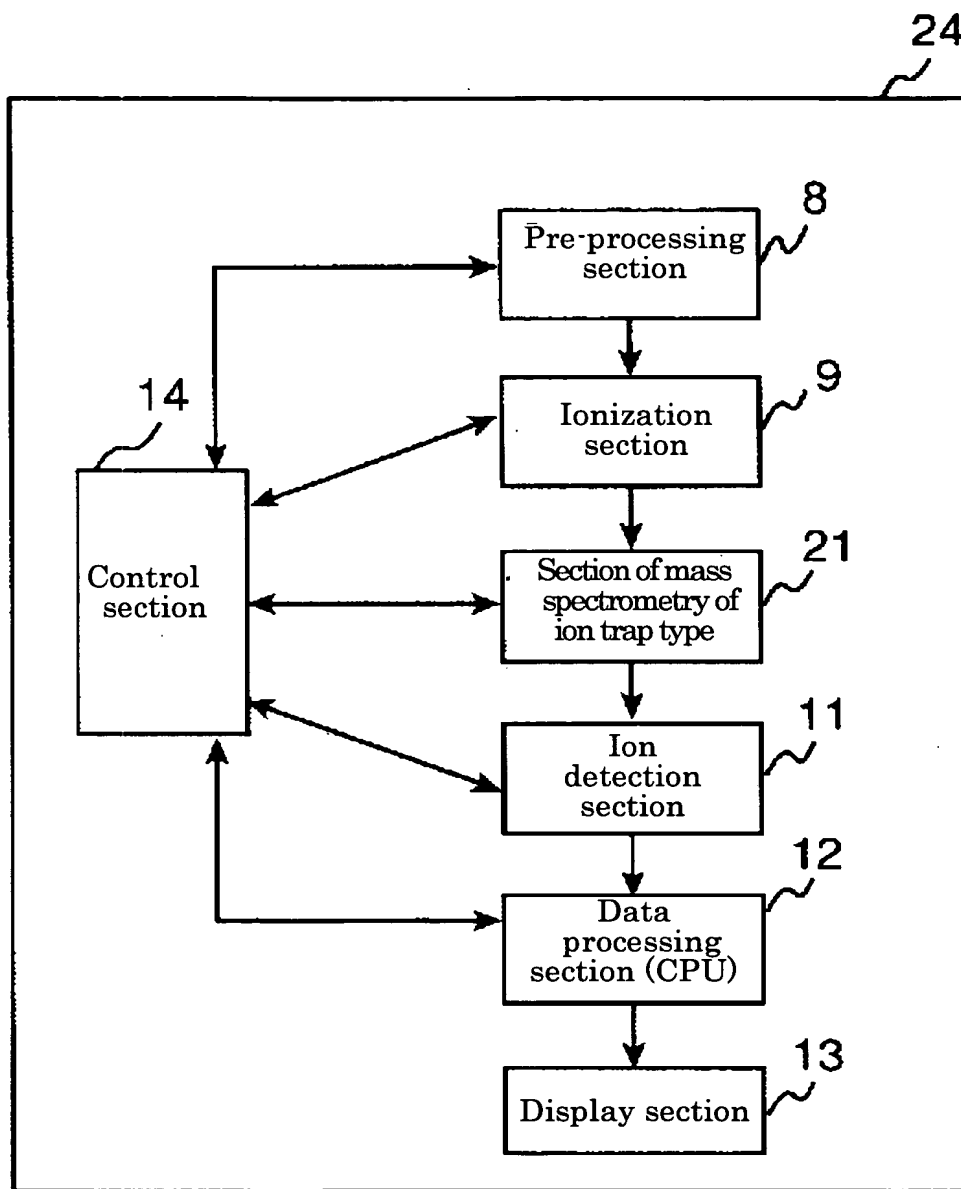 24
8
Pre-processing
section
9
Ionization
section
14
Control
section
21
Section of mass
spectrometry of
ion trap type
11
Ion
detection
section
12
Data
processing
section (CPU)
13
Display section